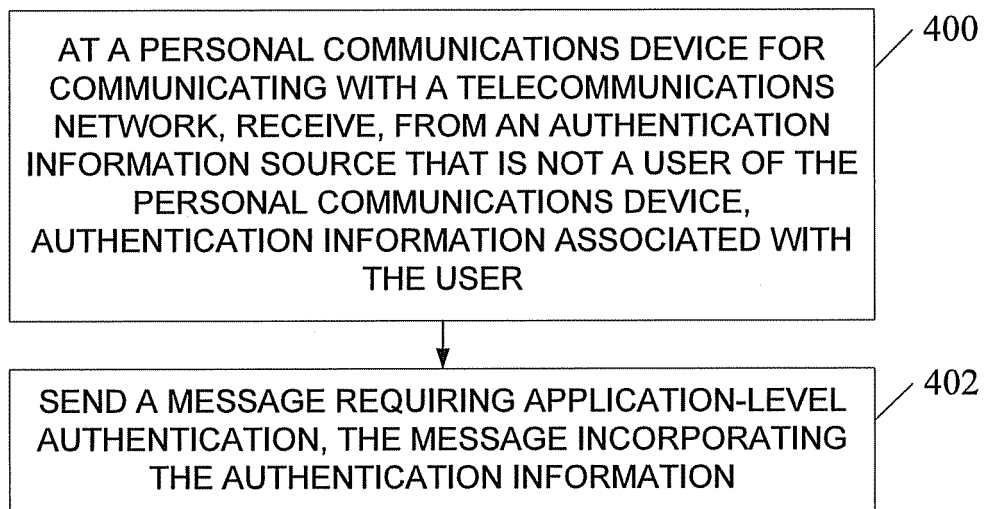 AT A PERSONAL COMMUNICATIONS DEVICE FOR
COMMUNICATING WITH A TELECOMMUNICATIONS
NETWORK, RECEIVE, FROM AN AUTHENTICATION
INFORMATION SOURCE THAT IS NOT A USER OF THE
PERSONAL COMMUNICATIONS DEVICE,
AUTHENTICATION INFORMATION ASSOCIATED WITH
THE USER
400
SEND A MESSAGE REQUIRING APPLICATION-LEVEL
AUTHENTICATION, THE MESSAGE INCORPORATING
THE AUTHENTICATION INFORMATION
402